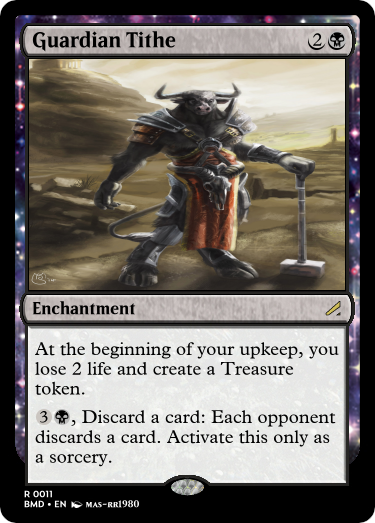 Guardian Tithe 2
Enchantment
At the beginning of your upkeep, you
lose 2 life and create a Treasure
token.
3 , Discard a card: Each opponent
discards a card. Activate this only as
a sorcery.
R 0011
BMD • EN MAS-RR1980